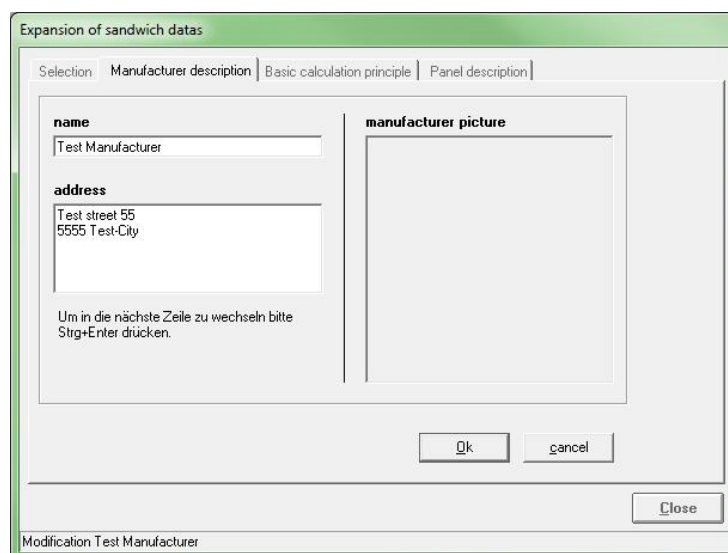 Expansion of sandwich datas
Selection
Manufacturer description
Basic calculation principle
Panel description
name
Test Manufacturer
address
Test street 55
5555 Test-City
Um in die nächste Zeile zu wechseln bitte
Strg+Enter drücken.
manufacturer picture
Ok
cancel
Close
Modification Test Manufacturer